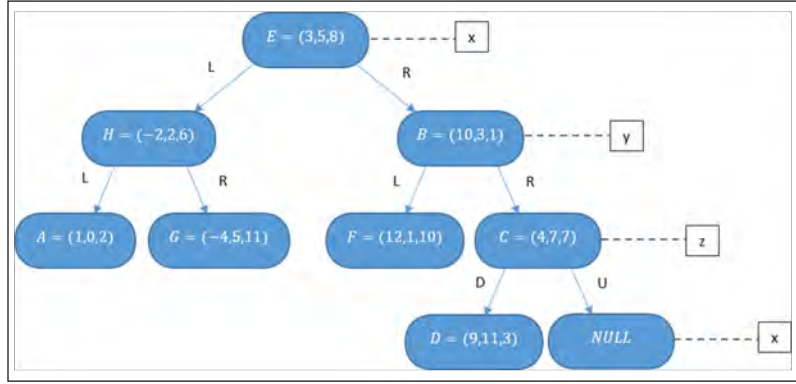 E = (3,5,8)
x
L
R
H = (−2,2,6)
B = (10,3,1)
y
L
R
L
R
A = (1,0,2)
G = (−4,5,11)
F = (12,1,10)
C = (4,7,7)
z
D
U
D = (9,11,3)
NULL
x